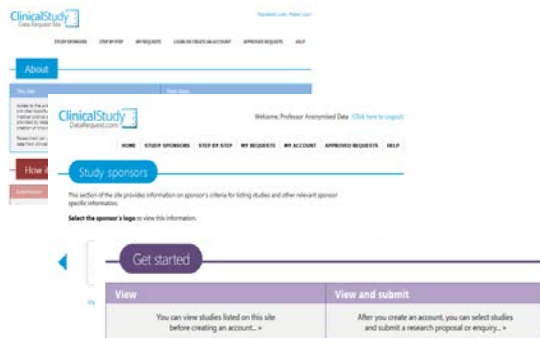 ClinicalStudy
Data Request Site
STUDY SPONSORS STEP BY STEP MY REQUESTS LOGIN OR CREATE AN ACCOUNT APPROVED REQUESTS HELP
About
ClinicalStudy
DataRequest.com
Welcome, Professor Anonymised Data (Click here to Logout)
HOME STUDY SPONSORS STEP BY STEP MY REQUESTS MY ACCOUNT APPROVED REQUESTS HELP
How i
Study sponsors
This section of the site provides information on sponsor's criteria for listing studies and other relevant sponsor
specific information.
Select the sponsor's logo to view this information.
Get started
View
View and submit
You can view studies listed on this site
before creating an account... »
After you create an account, you can select studies
and submit a research proposal or enquiry... »